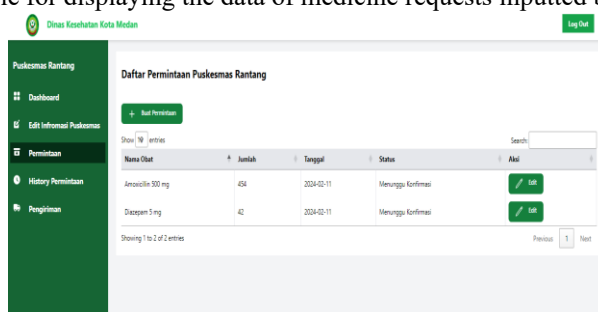 e for displaying the data of medicine requests inputted
Dinas Kesehatan Kota Medan
Log Out
Puskesmas Rantang
Dashboard
Edit Infromasi Puskesmas
Permintaan
History Permintaan
Pengiriman
Daftar Permintaan Puskesmas Rantang
+ Buat Permintaan
Show 10 entries
Search:
Nama Obat Jumlah Tanggal Status Aksi
Amoxicillin 500 mg 454 2024-02-11 Menunggu Konfirmasi Edit
Diazepam 5 mg 42 2024-02-11 Menunggu Konfirmasi Edit
Showing 1 to 2 of 2 entries
Previous 1 Next